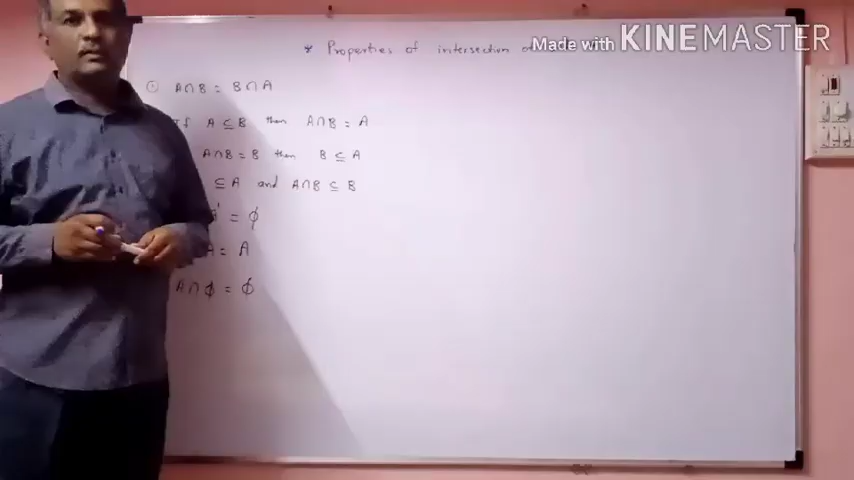 * Properties of intersection
Made with KINEMASTER
① A∩B = B∩A
If A ⊆ B then A∩B = A
A∩B = B then B ⊆ A
⊆ A and A∩B ⊆ B
A' = ϕ
A = A
A∩ϕ = ϕ